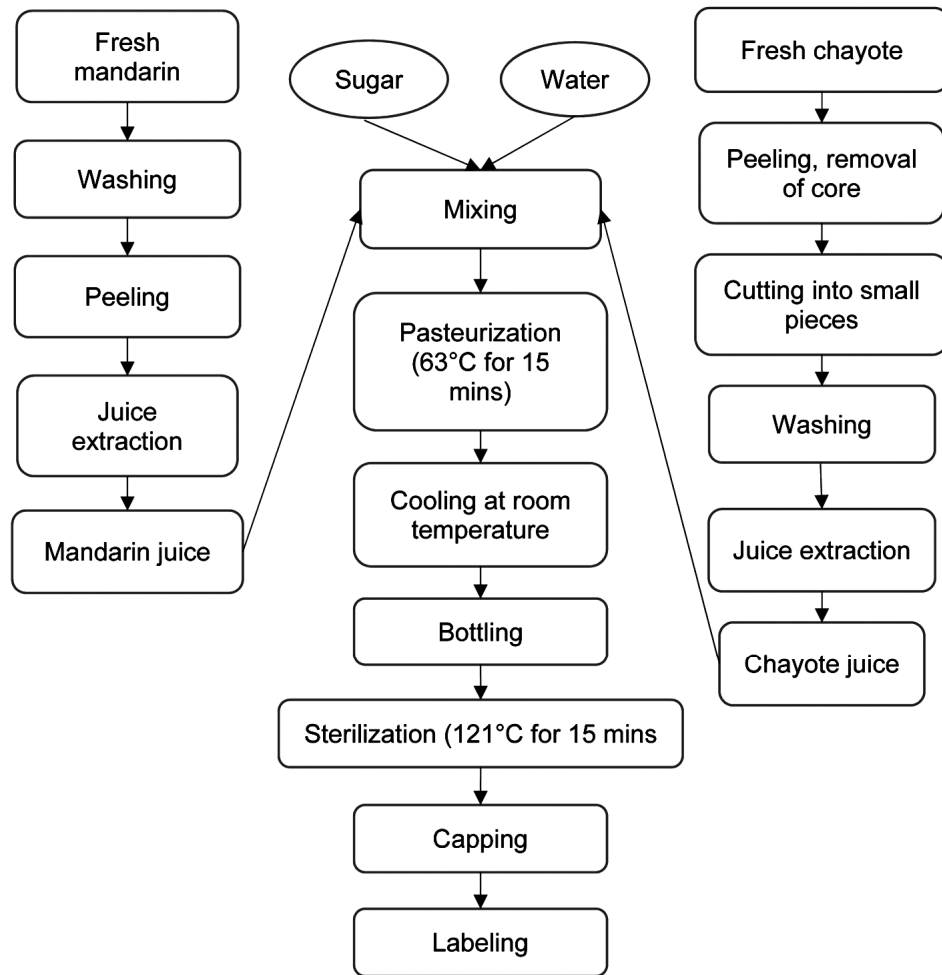 Fresh
mandarin
Washing
Peeling
Juice
extraction
Mandarin juice
Sugar
Water
Mixing
Pasteurization
(63°C for 15
mins)
Cooling at room
temperature
Bottling
Sterilization (121°C for 15 mins
Capping
Labeling
Fresh chayote
Peeling, removal
of core
Cutting into small
pieces
Washing
Juice extraction
Chayote juice